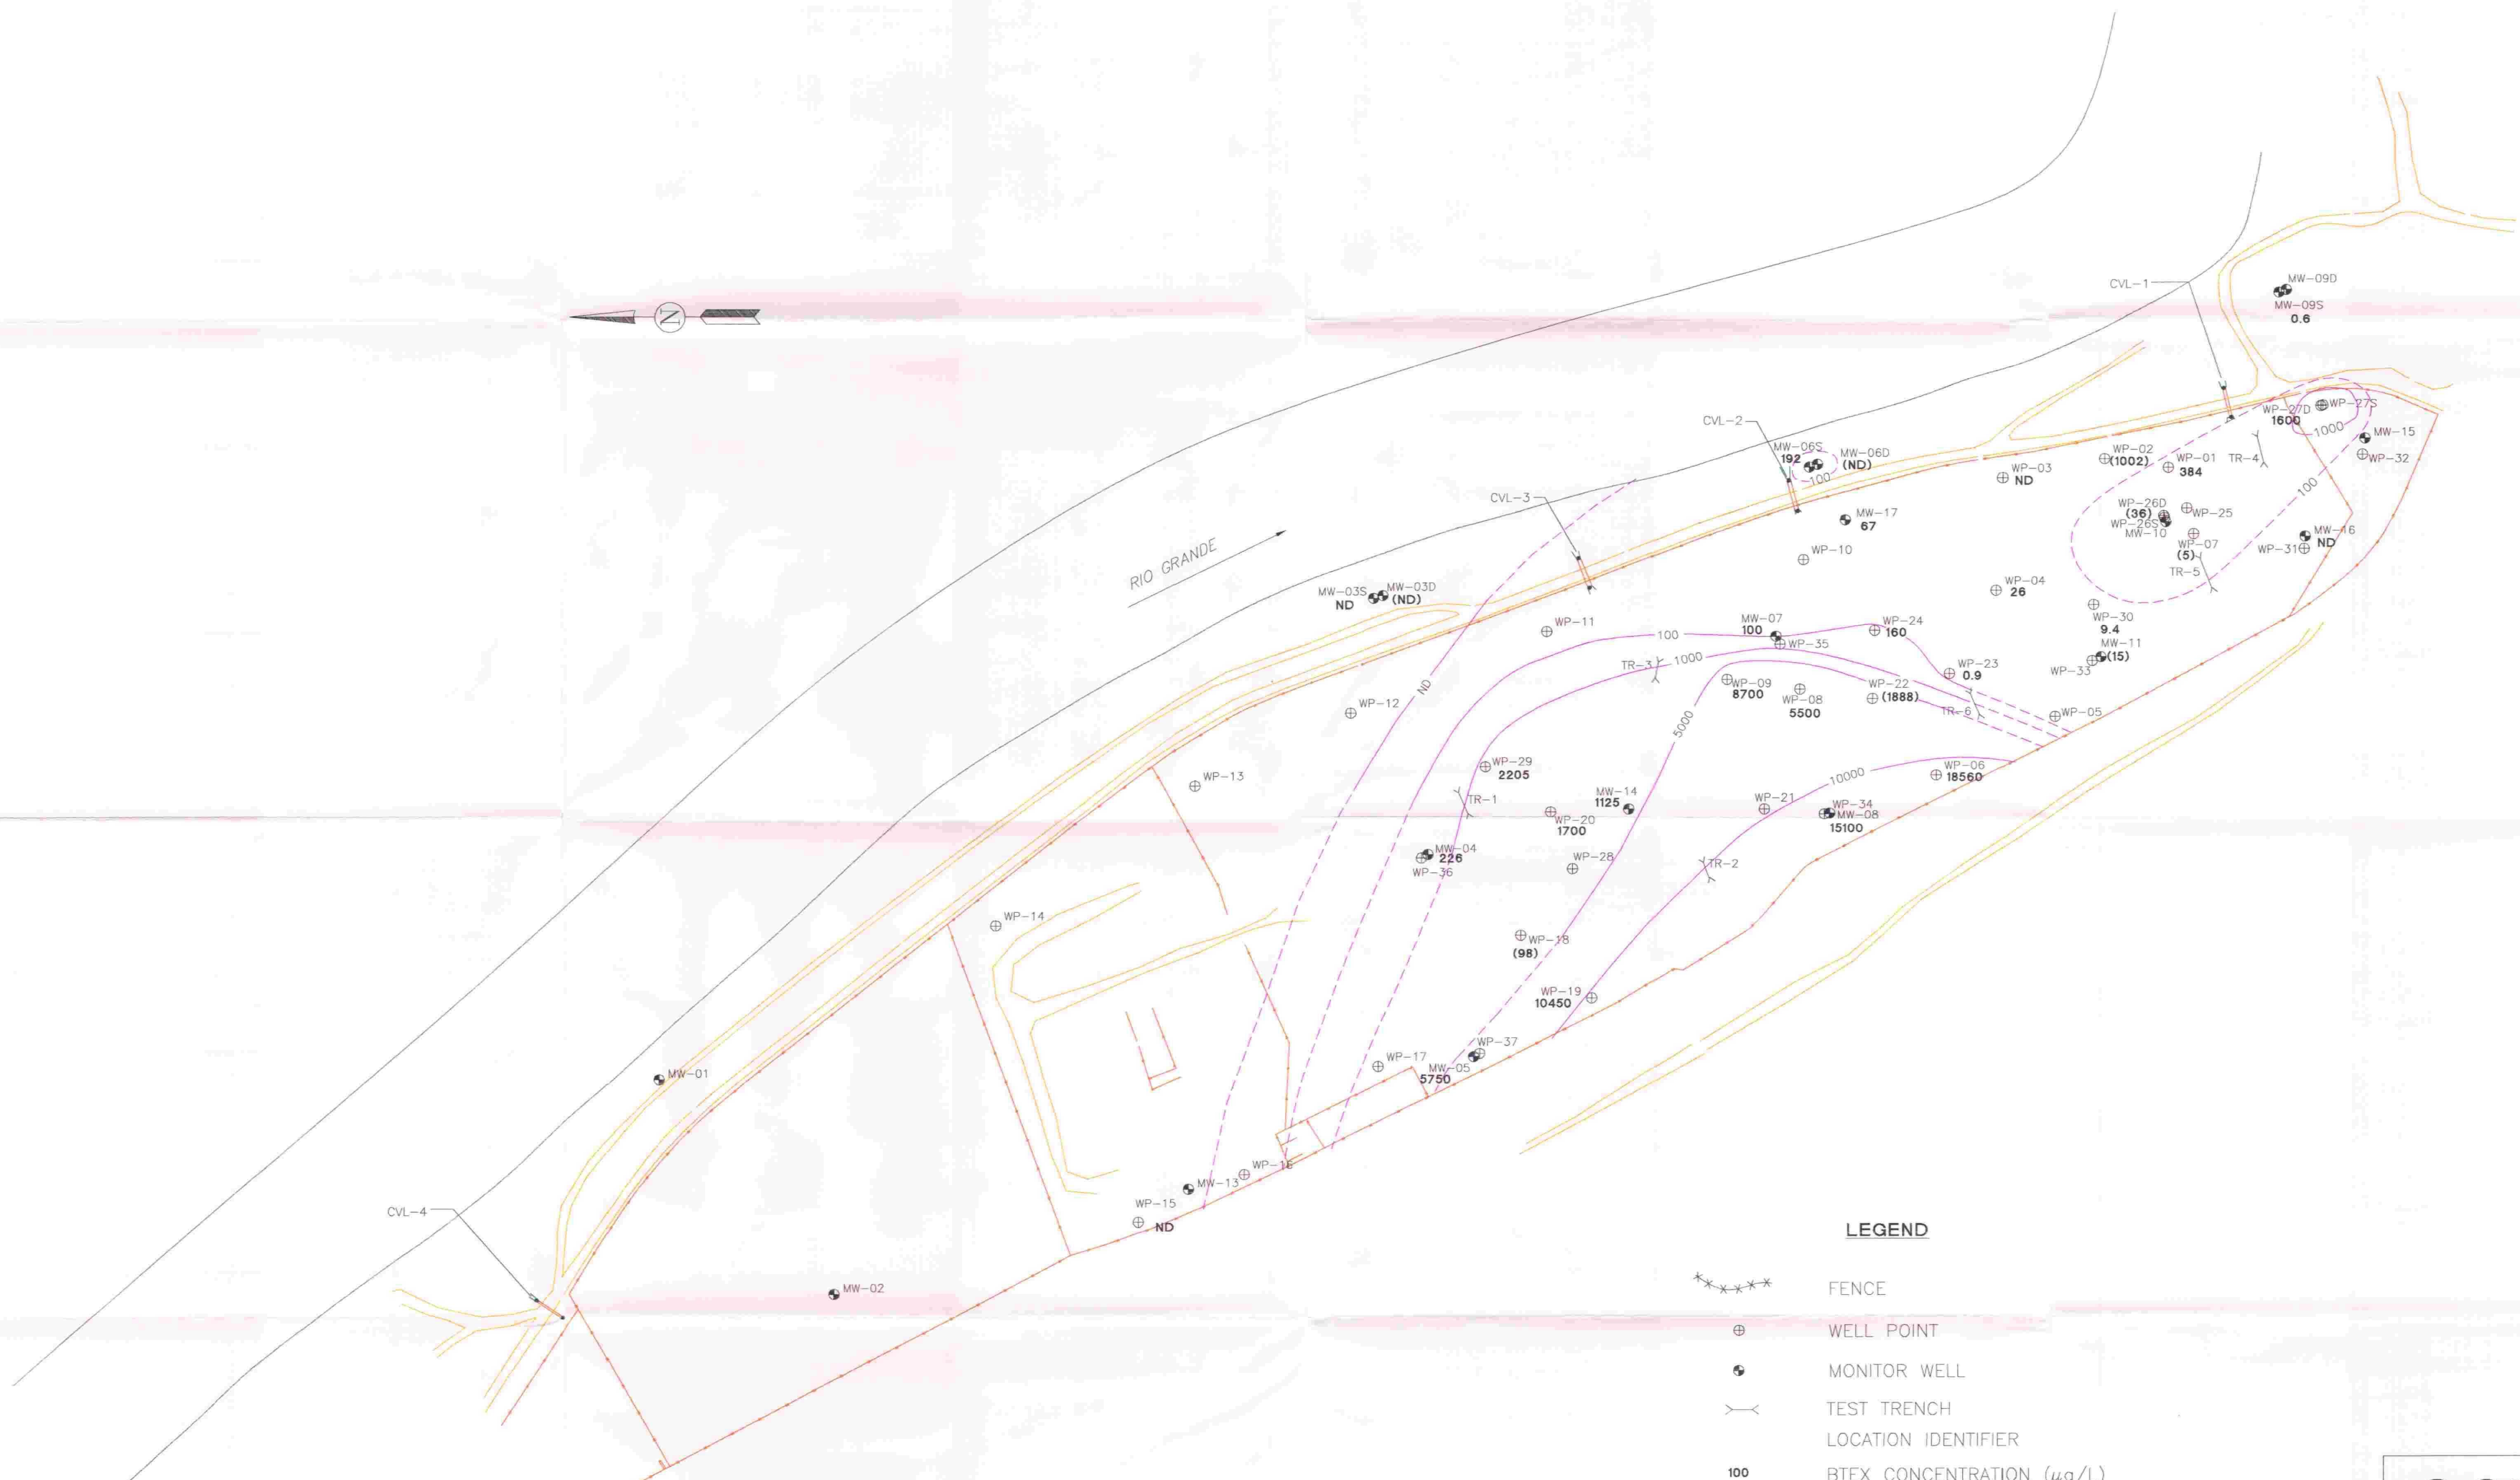 CVL-1
MW-09D
MW-09S
0.6
N
WP-27D
1600
WP-27S
1000
MW-15
WP-32
CVL-2
MW-06S
192
MW-06D
(ND)
100
WP-02
(1002)
WP-01
384
TR-4
WP-03
ND
100
CVL-3
WP-26D
(36)
WP-26S
MW-10
WP-25
MW-17
67
WP-07
(5)
MW-16
ND
WP-31
TR-5
RIO GRANDE
WP-10
MW-03S
ND
MW-03D
(ND)
WP-04
26
WP-30
9.4
WP-11
MW-07
100
WP-24
160
100
WP-35
MW-11
(15)
WP-33
TR-3
1000
WP-23
0.9
ND
WP-09
8700
WP-08
5500
WP-22
(1888)
TR-6
WP-12
WP-05
5000
WP-13
WP-29
2205
WP-06
18560
10000
TR-1
MW-14
1125
WP-21
WP-34
MW-08
15100
WP-20
1700
MW-04
226
WP-36
WP-28
TR-2
WP-14
WP-18
(98)
WP-19
10450
WP-37
WP-17
MW-05
5750
MW-01
WP-16
MW-13
WP-15
ND
CVL-4
MW-02
LEGEND
FENCE
WELL POINT
MONITOR WELL
TEST TRENCH
LOCATION IDENTIFIER
100 BTEX CONCENTRATION (µg/L)